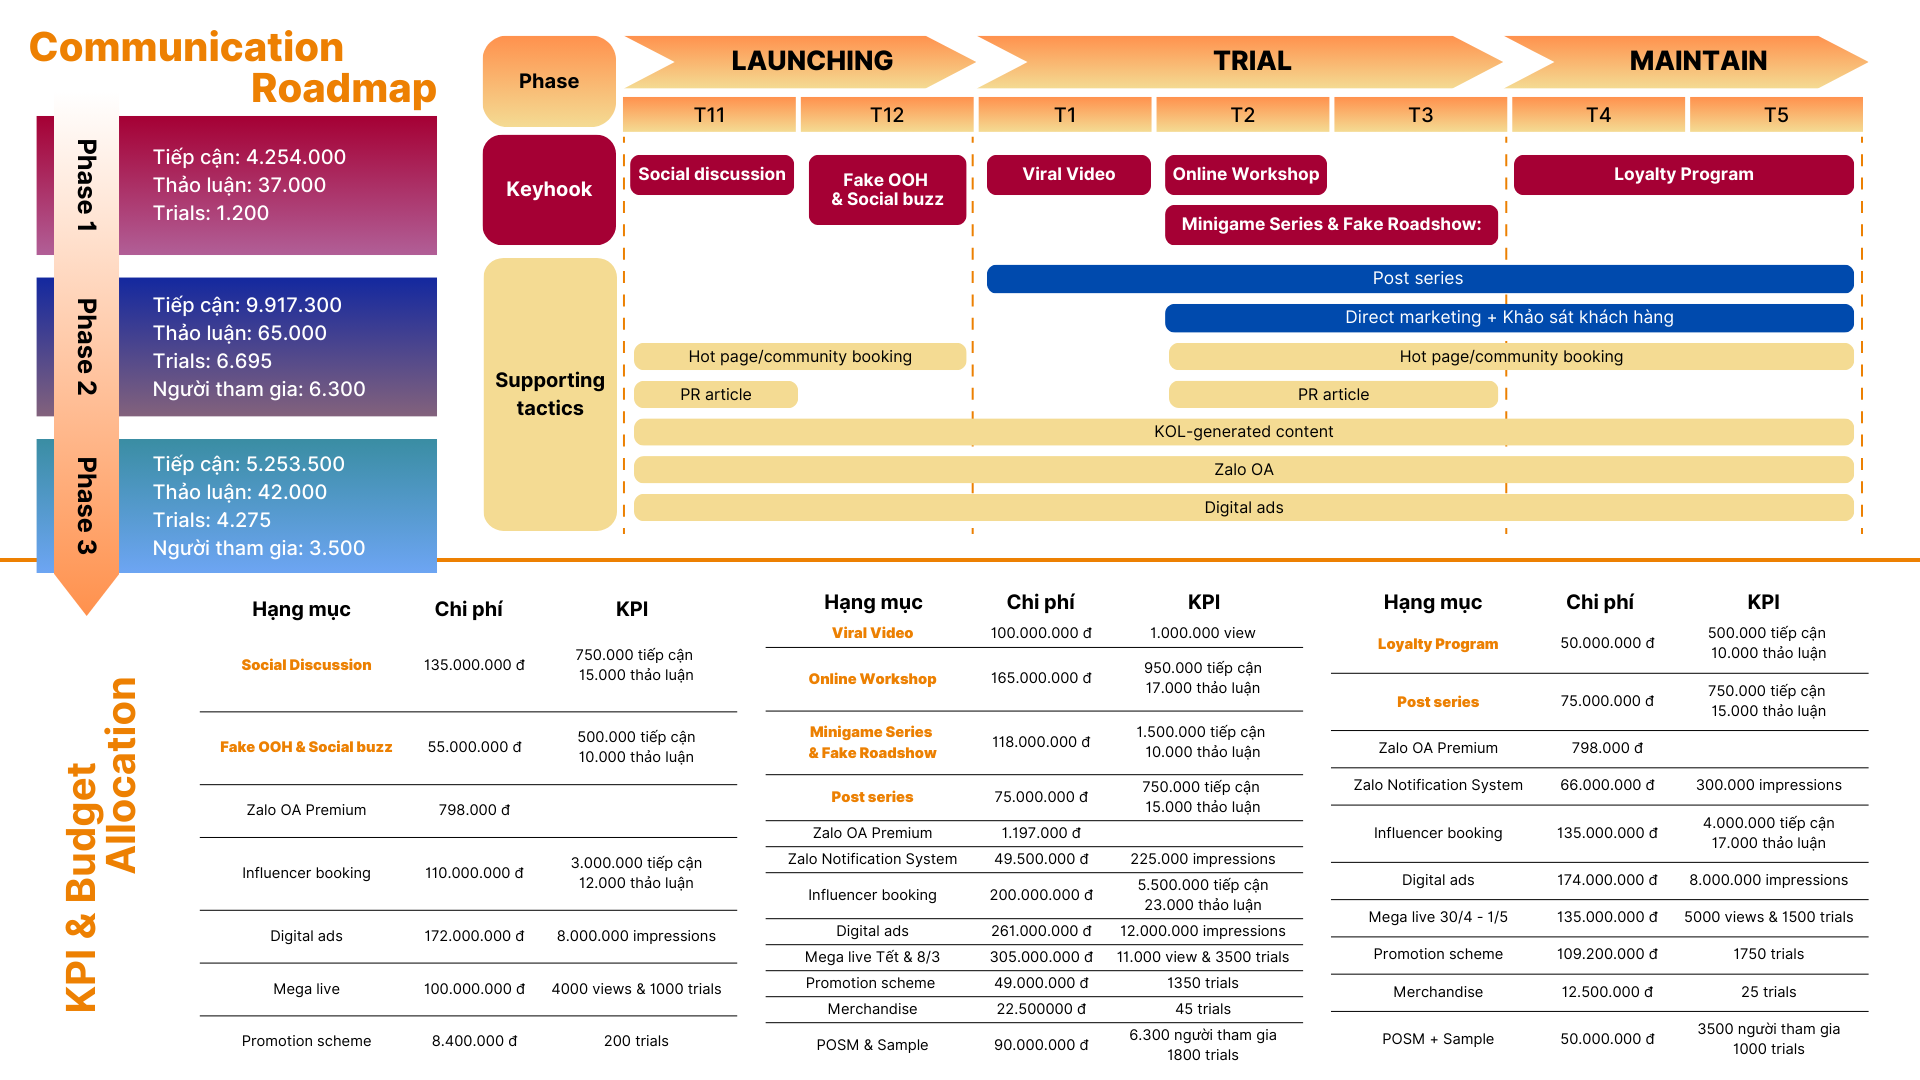 Communication
Roadmap
Phase 1
Tiếp cận: 4.254.000
Thảo luận: 37.000
Trials: 1.200
Phase 2
Tiếp cận: 9.917.300
Thảo luận: 65.000
Trials: 6.695
Người tham gia: 6.300
Phase 3
Tiếp cận: 5.253.500
Thảo luận: 42.000
Trials: 4.275
Người tham gia: 3.500
Phase
LAUNCHING
TRIAL
MAINTAIN
T11
T12
T1
T2
T3
T4
T5
Keyhook
Social discussion
Fake OOH
& Social buzz
Viral Video
Online Workshop
Loyalty Program
Minigame Series & Fake Roadshow:
Supporting
tactics
Post series
Direct marketing + Khảo sát khách hàng
Hot page/community booking
Hot page/community booking
PR article
PR article
KOL-generated content
Zalo OA
Digital ads
KPI & Budget
Allocation
Hạng mục Chi phí KPI
Social Discussion 135.000.000 đ 750.000 tiếp cận
15.000 thảo luận
Fake OOH & Social buzz 55.000.000 đ 500.000 tiếp cận
10.000 thảo luận
Zalo OA Premium 798.000 đ
Influencer booking 110.000.000 đ 3.000.000 tiếp cận
12.000 thảo luận
Digital ads 172.000.000 đ 8.000.000 impressions
Mega live 100.000.000 đ 4000 views & 1000 trials
Promotion scheme 8.400.000 đ 200 trials
Hạng mục Chi phí KPI
Viral Video 100.000.000 đ 1.000.000 view
Online Workshop 165.000.000 đ 950.000 tiếp cận
17.000 thảo luận
Minigame Series
& Fake Roadshow 118.000.000 đ 1.500.000 tiếp cận
10.000 thảo luận
Post series 75.000.000 đ 750.000 tiếp cận
15.000 thảo luận
Zalo OA Premium 1.197.000 đ
Zalo Notification System 49.500.000 đ 225.000 impressions
Influencer booking 200.000.000 đ 5.500.000 tiếp cận
23.000 thảo luận
Digital ads 261.000.000 đ 12.000.000 impressions
Mega live Tết & 8/3 305.000.000 đ 11.000 view & 3500 trials
Promotion scheme 49.000.000 đ 1350 trials
Merchandise 22.500000 đ 45 trials
POSM & Sample 90.000.000 đ 6.300 người tham gia
1800 trials
Hạng mục Chi phí KPI
Loyalty Program 50.000.000 đ 500.000 tiếp cận
10.000 thảo luận
Post series 75.000.000 đ 750.000 tiếp cận
15.000 thảo luận
Zalo OA Premium 798.000 đ
Zalo Notification System 66.000.000 đ 300.000 impressions
Influencer booking 135.000.000 đ 4.000.000 tiếp cận
17.000 thảo luận
Digital ads 174.000.000 đ 8.000.000 impressions
Mega live 30/4 - 1/5 135.000.000 đ 5000 views & 1500 trials
Promotion scheme 109.200.000 đ 1750 trials
Merchandise 12.500.000 đ 25 trials
POSM + Sample 50.000.000 đ 3500 người tham gia
1000 trials